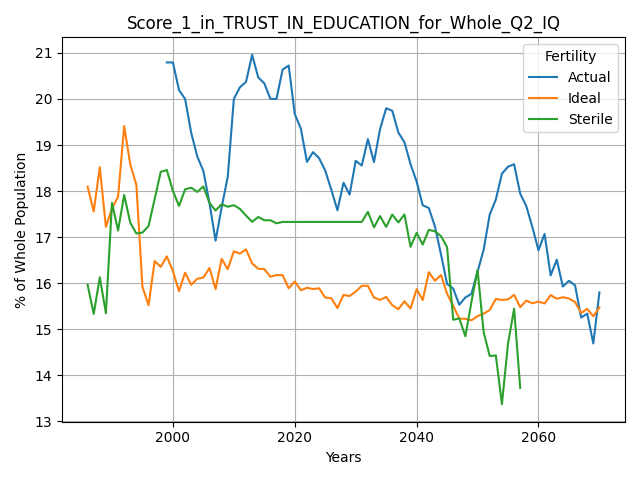 Score_1_in_TRUST_IN_EDUCATION_for_Whole_Q2_IQ
Fertility
Actual
Ideal
Sterile
% of Whole Population
21
20
19
18
17
16
15
14
13
2000
2020
2040
2060
Years